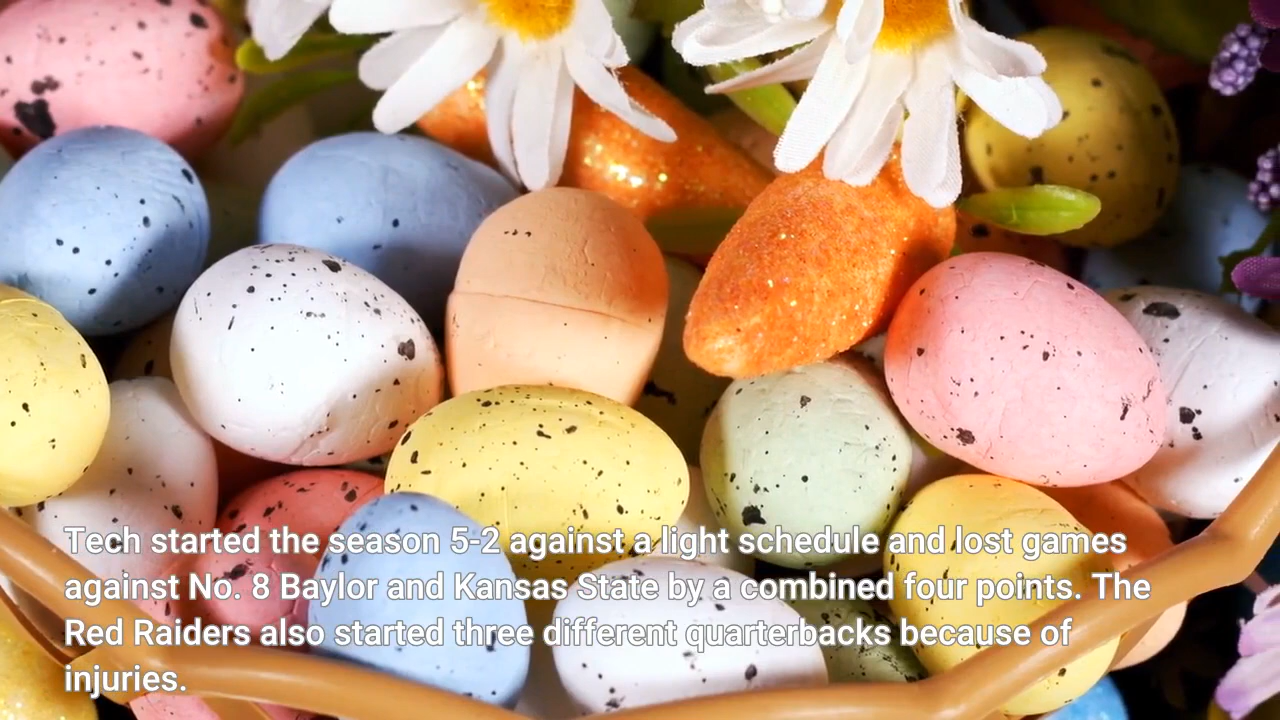 Tech started the season 5-2 against a light schedule and lost games
against No. 8 Baylor and Kansas State by a combined four points. The
Red Raiders also started three different quarterbacks because of
injuries.